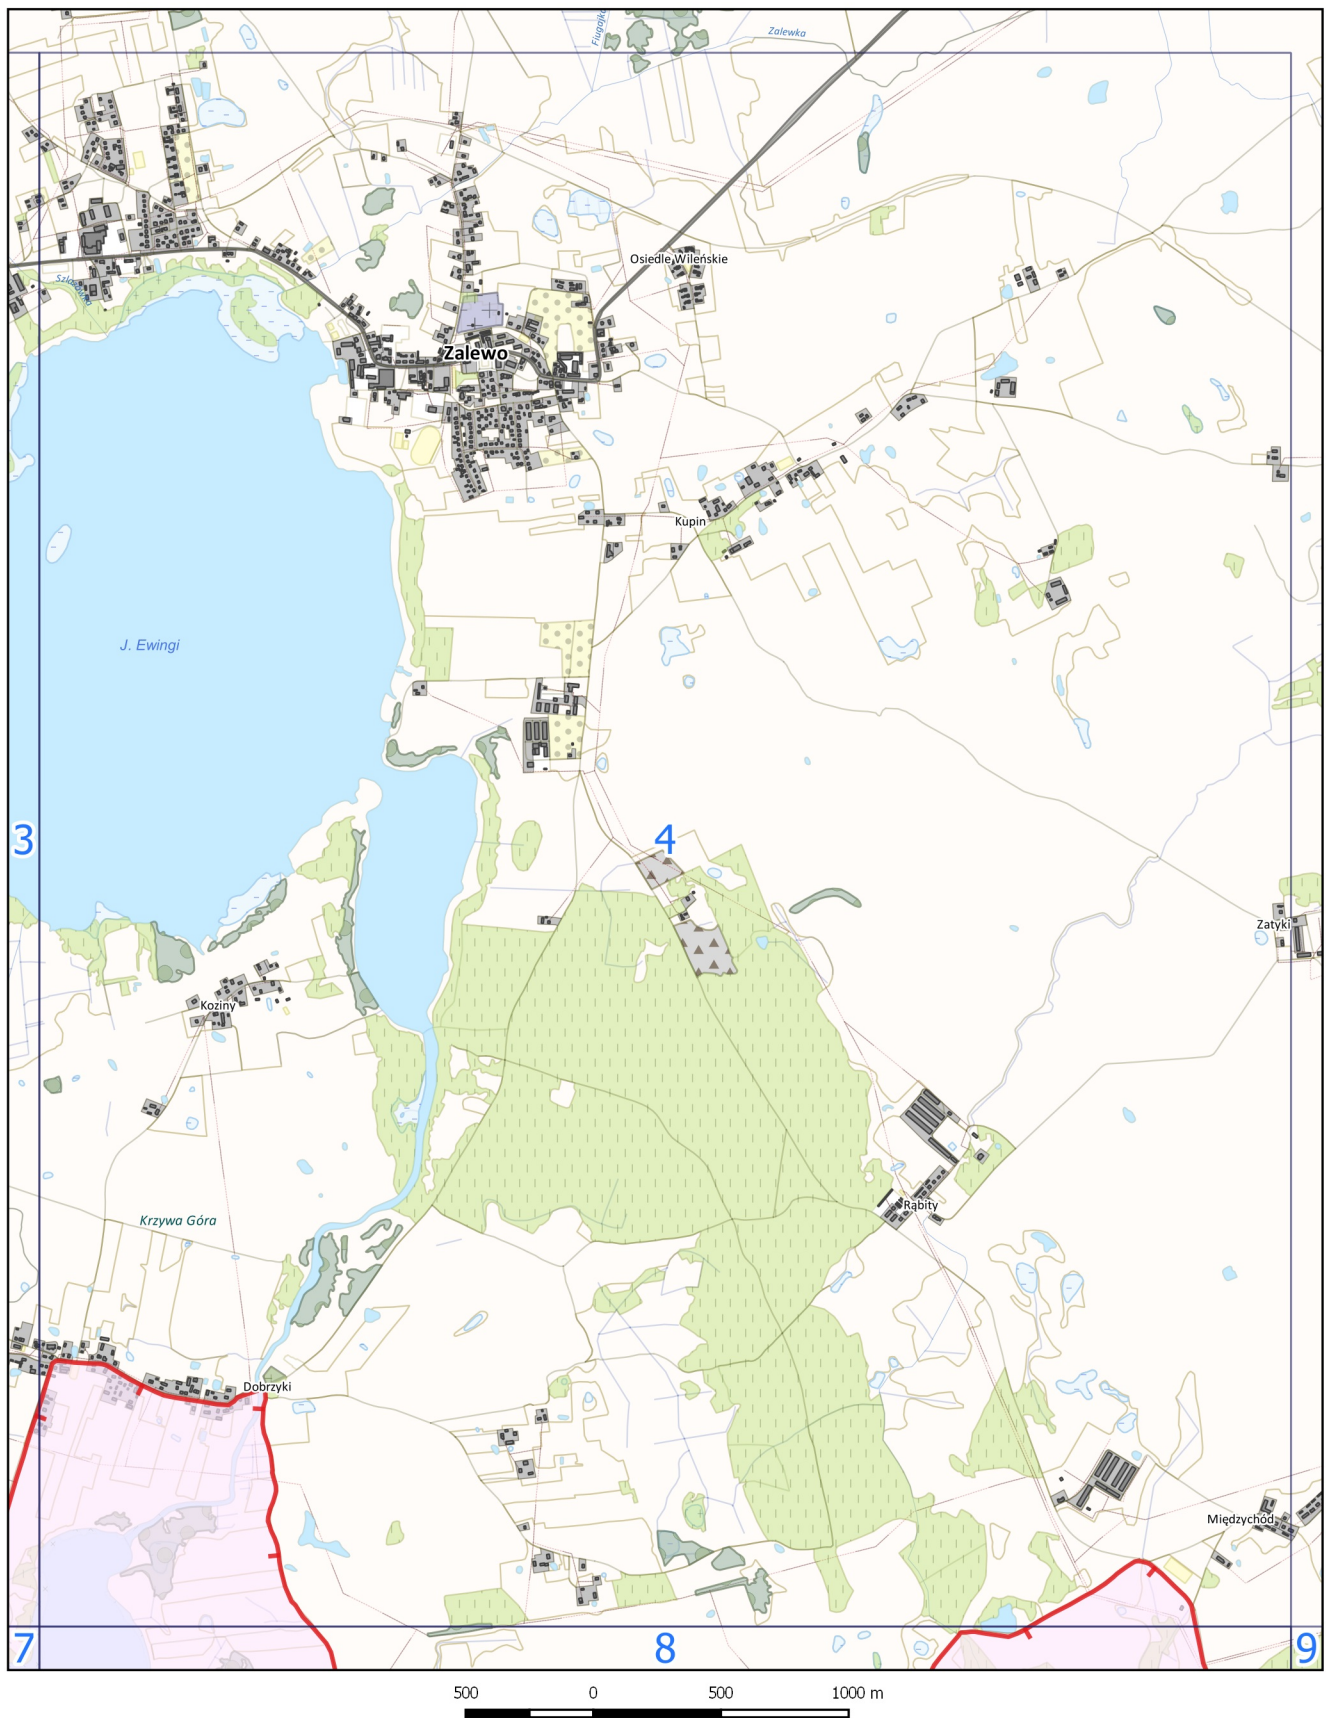 Fiugajka
Zalewka
Osiedle Wileńskie
Zalewo
Kupin
J. Ewingi
3
4
Zatyki
Koziny
Rąbity
Krzywa Góra
Dobrzyki
Międzychód
7
8
9
500 0 500 1000 m